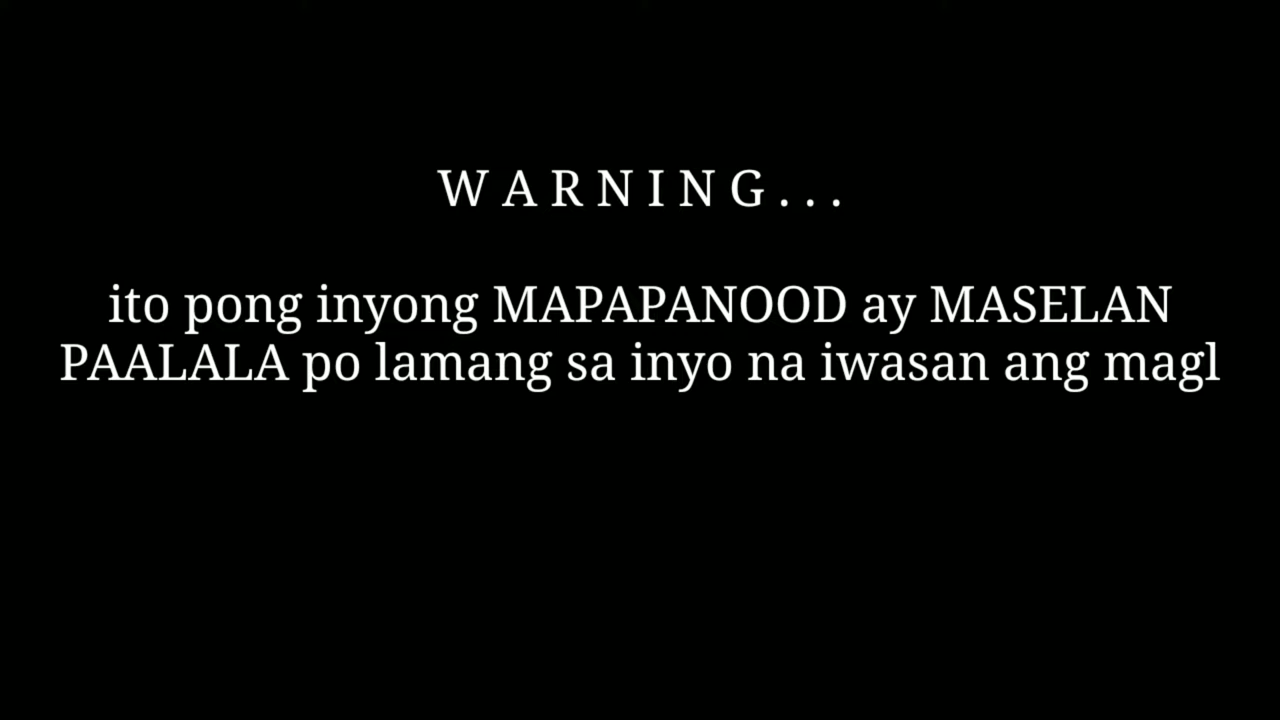 W A R N I N G . . .
ito pong inyong MAPAPANOOD ay MASELAN
PAALALA po lamang sa inyo na iwasan ang magl